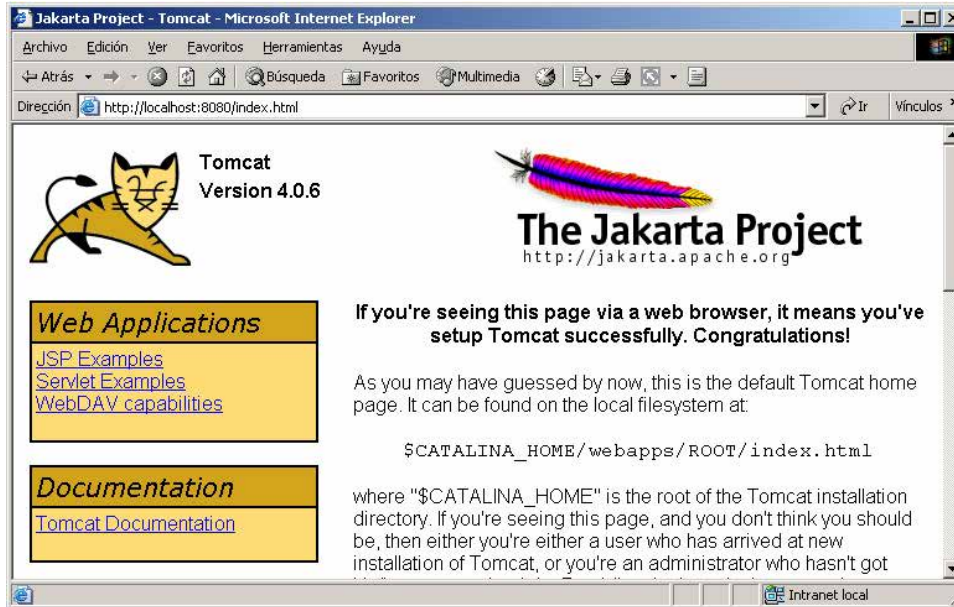 Jakarta Project - Tomcat - Microsoft Internet Explorer
Archivo Edición Ver Favoritos Herramientas Ayuda
Atrás Búsqueda Favoritos Multimedia
Dirección http://localhost:8080/index.html Ir Vínculos
Tomcat
Version 4.0.6
The Jakarta Project
http://jakarta.apache.org
Web Applications
JSP Examples
Servlet Examples
WebDAV capabilities
Documentation
Tomcat Documentation
If you're seeing this page via a web browser, it means you've
setup Tomcat successfully. Congratulations!
As you may have guessed by now, this is the default Tomcat home
page. It can be found on the local filesystem at:
$CATALINA_HOME/webapps/ROOT/index.html
where "$CATALINA_HOME" is the root of the Tomcat installation
directory. If you're seeing this page, and you don't think you should
be, then either you're either a user who has arrived at new
installation of Tomcat, or you're an administrator who hasn't got
Intranet local